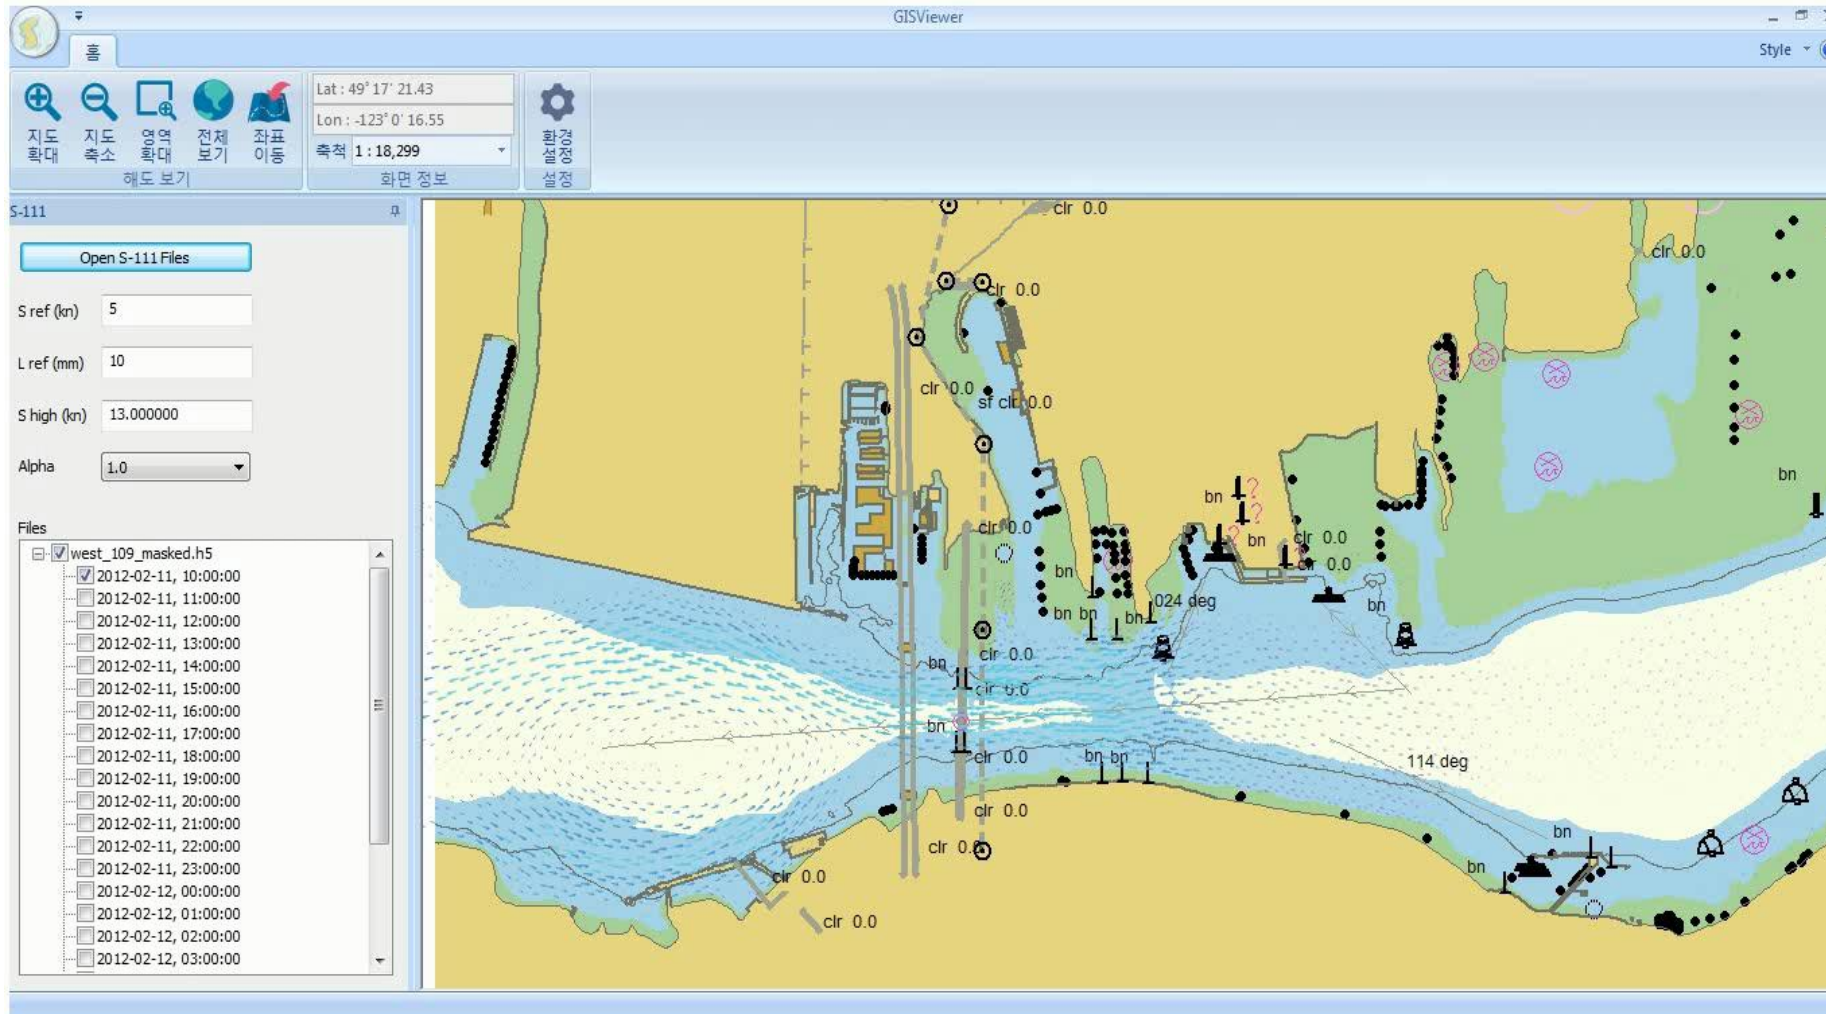 GISViewer
홈
Style
Lat : 49° 17' 21.43
Lon : -123° 0' 16.55
축척 1 : 18,299
지도 확대
지도 축소
영역 확대
전체 보기
좌표 이동
환경 설정
해도 보기
화면 정보
설정
S-111
Open S-111 Files
S ref (kn) 5
L ref (mm) 10
S high (kn) 13.000000
Alpha 1.0
Files
west_109_masked.h5
2012-02-11, 10:00:00
2012-02-11, 11:00:00
2012-02-11, 12:00:00
2012-02-11, 13:00:00
2012-02-11, 14:00:00
2012-02-11, 15:00:00
2012-02-11, 16:00:00
2012-02-11, 17:00:00
2012-02-11, 18:00:00
2012-02-11, 19:00:00
2012-02-11, 20:00:00
2012-02-11, 21:00:00
2012-02-11, 22:00:00
2012-02-11, 23:00:00
2012-02-12, 00:00:00
2012-02-12, 01:00:00
2012-02-12, 02:00:00
2012-02-12, 03:00:00
clr 0.0
clr 0.0
clr 0.0
clr 0.0
sf clr 0.0
bn
bn
clr 0.0
bn
clr 0.0
clr 0.0
bn
024 deg
bn
bn bn
bn
clr 0.0
bn
clr 0.0
bn
clr 0.0
bn bn
114 deg
clr 0.0
bn
clr 0.0
bn
clr 0.0
clr 0.0